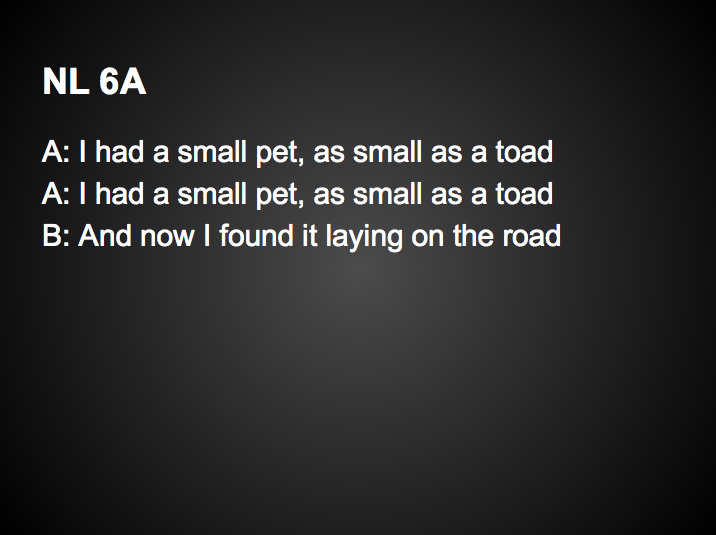 NL 6A
A: I had a small pet, as small as a toad
A: I had a small pet, as small as a toad
B: And now I found it laying on the road